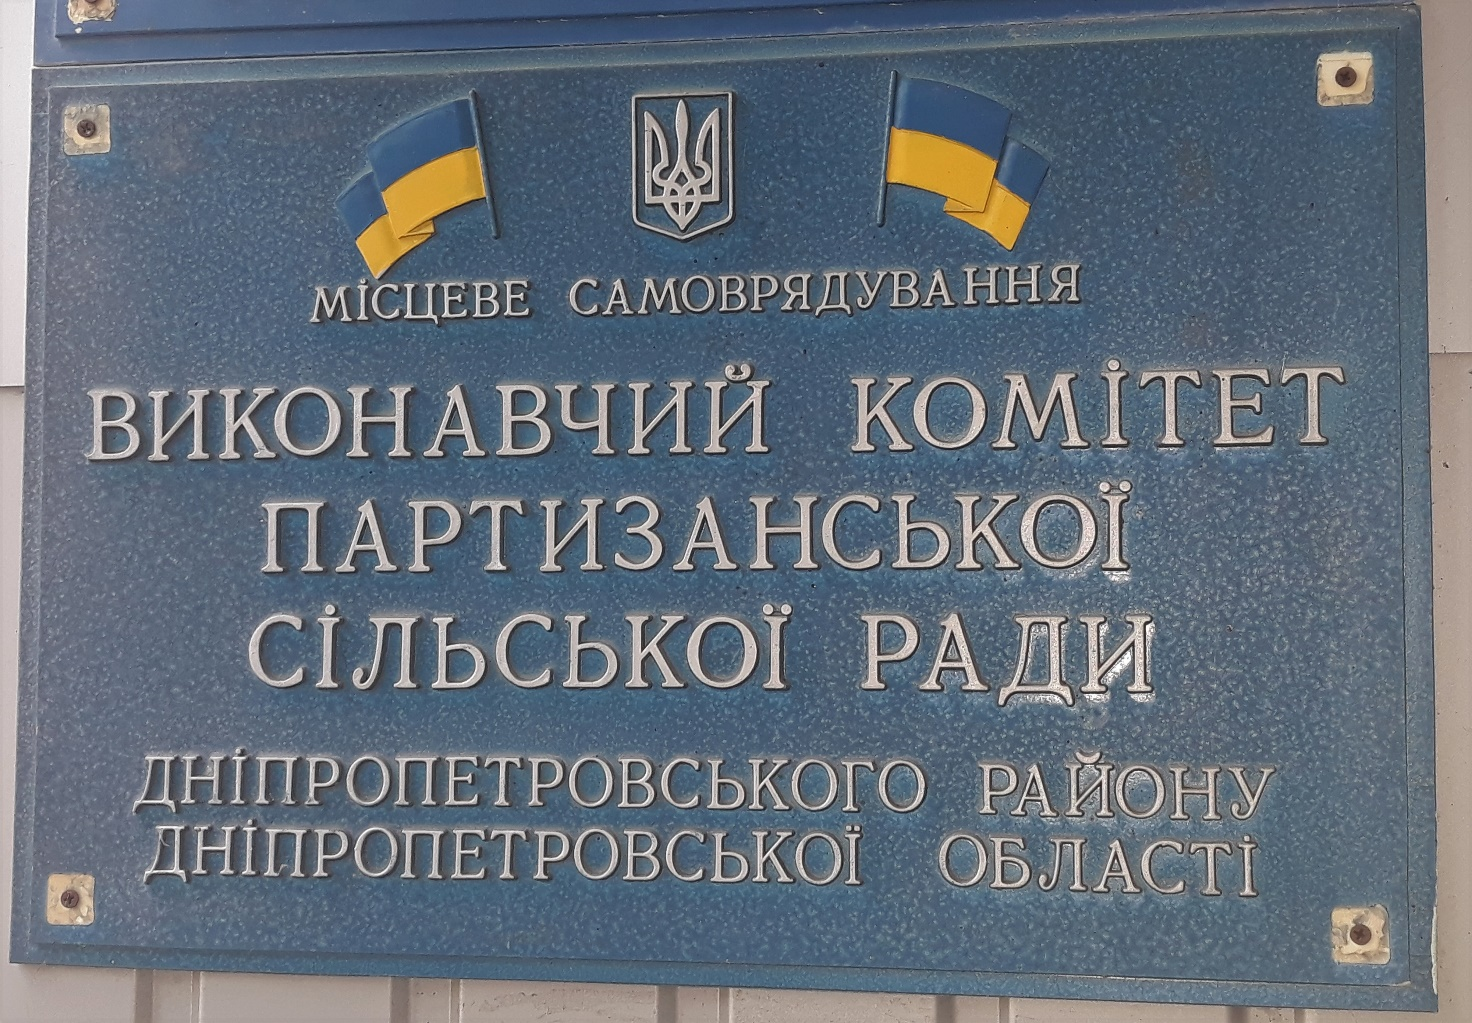 МІСЦЕВЕ САМОВРЯДУВАННЯ
ВИКОНАВЧИЙ КОМІТЕТ
ПАРТИЗАНСЬКОЇ
СІЛЬСЬКОЇ РАДИ
ДНІПРОПЕТРОВСЬКОГО РАЙОНУ
ДНІПРОПЕТРОВСЬКОЇ ОБЛАСТІ